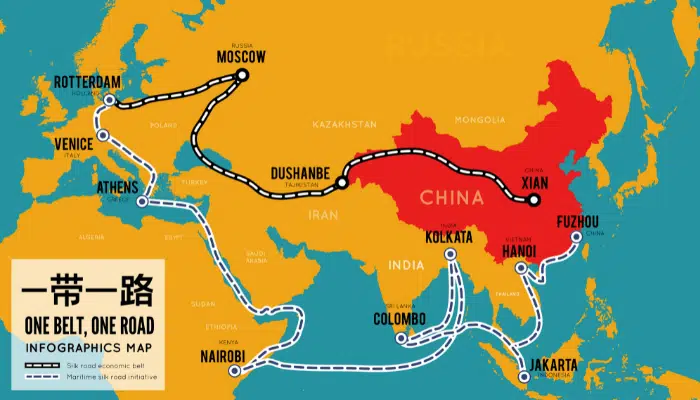 RUSSIA
RUSSIA
MOSCOW
ROTTERDAM
POLAND
KAZAKHSTAN
MONGOLIA
VENICE
ITALY
DUSHANBE
TAJIKISTAN
CHINA
XIAN
ATHENS
GREECE
TURKEY
IRAN
CHINA
FUZHOU
CHINA
INDIA
KOLKATA
VIETNAM
HANOI
ALGERIA
EGYPT
SAUDI
ARABIA
INDIA
THAILAND
SUDAN
SRI LANKA
COLOMBO
ETHIOPIA
KENYA
NAIROBI
JAKARTA
INDONESIA
一带一路
ONE BELT, ONE ROAD
INFOGRAPHICS MAP
Silk road economic belt
Maritime silk road initiative